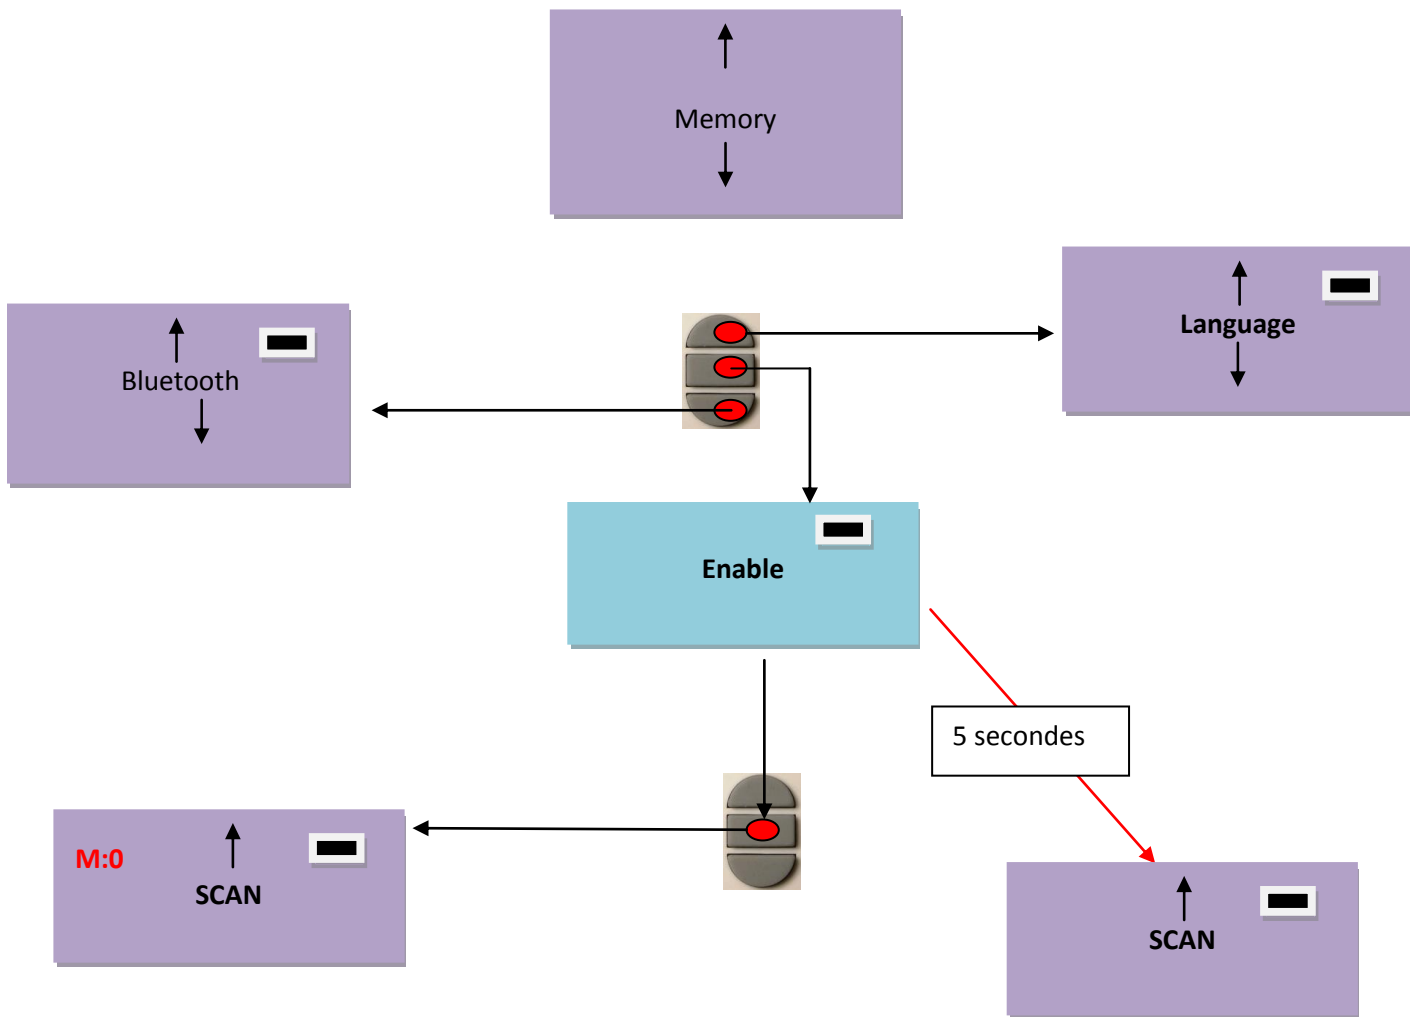 Memory
Language
Bluetooth
Enable
5 secondes
M:0
SCAN
SCAN